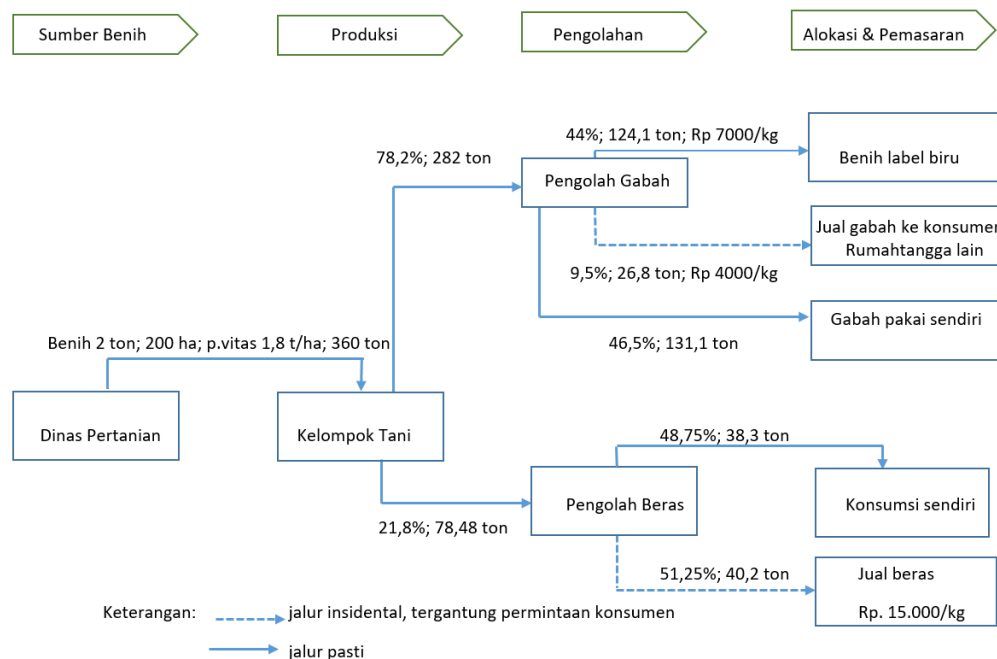 Sumber Benih
Produksi
Pengolahan
Alokasi & Pemasaran
44%; 124,1 ton; Rp 7000/kg
78,2%; 282 ton
Benih label biru
Pengolah Gabah
Jual gabah ke konsumen
Rumahtangga lain
9,5%; 26,8 ton; Rp 4000/kg
Gabah pakai sendiri
46,5%; 131,1 ton
Benih 2 ton; 200 ha; p.vitas 1,8 t/ha; 360 ton
Dinas Pertanian
Kelompok Tani
48,75%; 38,3 ton
Pengolah Beras
Konsumsi sendiri
21,8%; 78,48 ton
51,25%; 40,2 ton
Jual beras
Rp. 15.000/kg
Keterangan:
jalur insidental, tergantung permintaan konsumen
jalur pasti